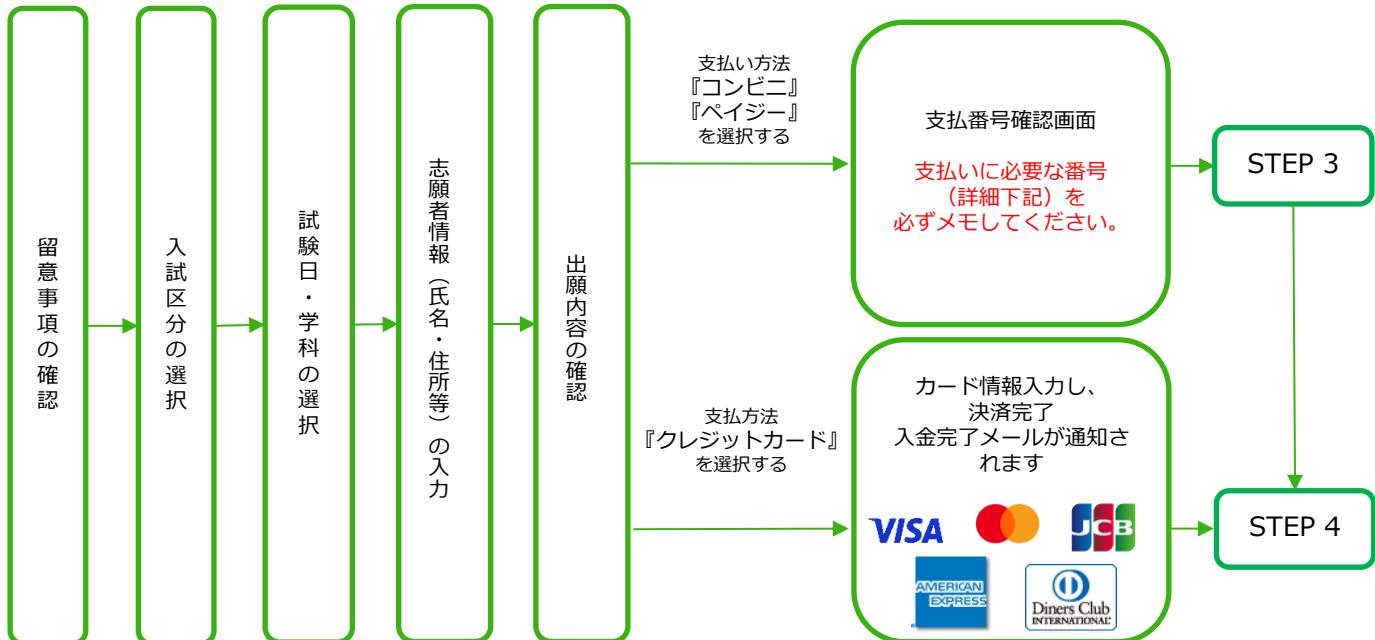 留意事項の確認
入試区分の選択
試験日・学科の選択
志願者情報（氏名・住所等）の入力
出願内容の確認
支払い方法
『コンビニ』
『ペイジー』
を選択する
支払番号確認画面
支払いに必要な番号
（詳細下記）を
必ずメモしてください。
STEP 3
支払方法
『クレジットカード』
を選択する
カード情報入力し、
決済完了
入金完了メールが通知さ
れます
VISA
JCB
AMERICAN
EXPRESS
Diners Club
INTERNATIONAL
STEP 4